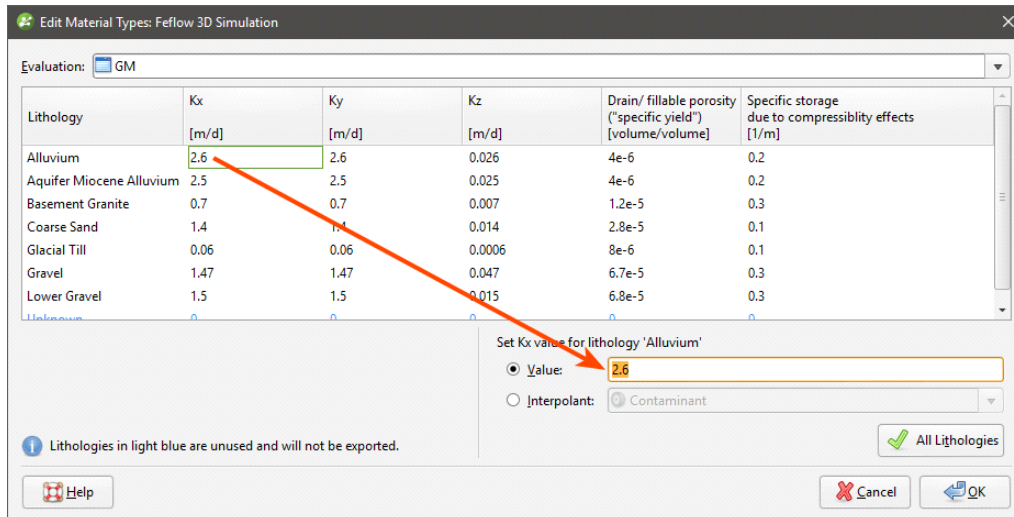 Edit Material Types: Feflow 3D Simulation
Evaluation: GM
Lithology Kx [m/d] Ky [m/d] Kz [m/d] Drain/ fillable porosity ("specific yield") [volume/volume] Specific storage due to compressiblity effects [1/m]
Alluvium 2.6 2.6 0.026 4e-6 0.2
Aquifer Miocene Alluvium 2.5 2.5 0.025 4e-6 0.2
Basement Granite 0.7 0.7 0.007 1.2e-5 0.3
Coarse Sand 1.4 1.4 0.014 2.8e-5 0.1
Glacial Till 0.06 0.06 0.0006 8e-6 0.1
Gravel 1.47 1.47 0.047 6.7e-5 0.3
Lower Gravel 1.5 1.5 0.015 6.8e-5 0.3
Unknown 0 0 0 0 0
Set Kx value for lithology 'Alluvium'
Value: 2.6
Interpolant: Contaminant
All Lithologies
Lithologies in light blue are unused and will not be exported.
Help Cancel OK